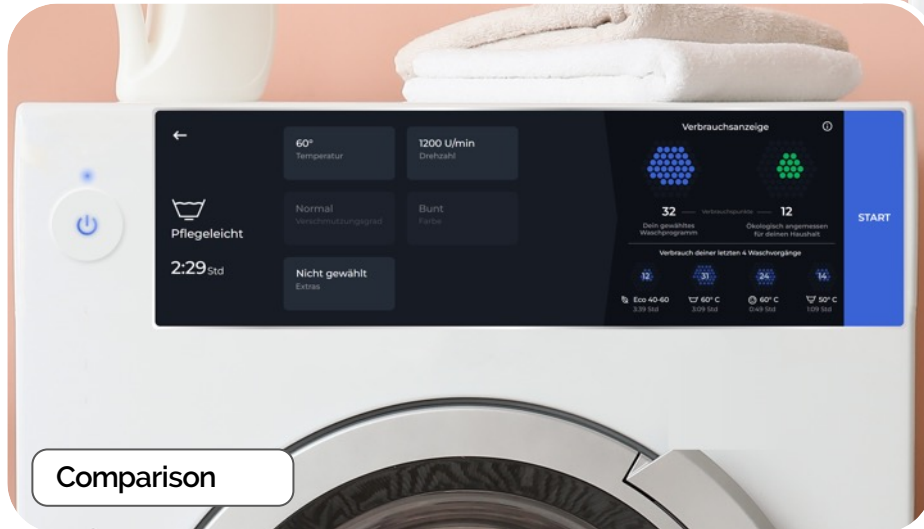 Verbrauchsanzeige
60°
Temperatur
1200 U/min
Drehzahl
Normal
Verschmutzungsgrad
Bunt
Farbe
Pflegeleicht
2:29 Std
Nicht gewählt
Extras
32
Verbrauchspunkte
12
Dein gewähltes
Waschprogramm
Ökologisch angemessen
für deinen Haushalt
Verbrauch deiner letzten 4 Waschvorgänge
12
31
24
14
Eco 40-60
60° C
60° C
50° C
3:39 Std
3:09 Std
0:49 Std
1:09 Std
START
Comparison